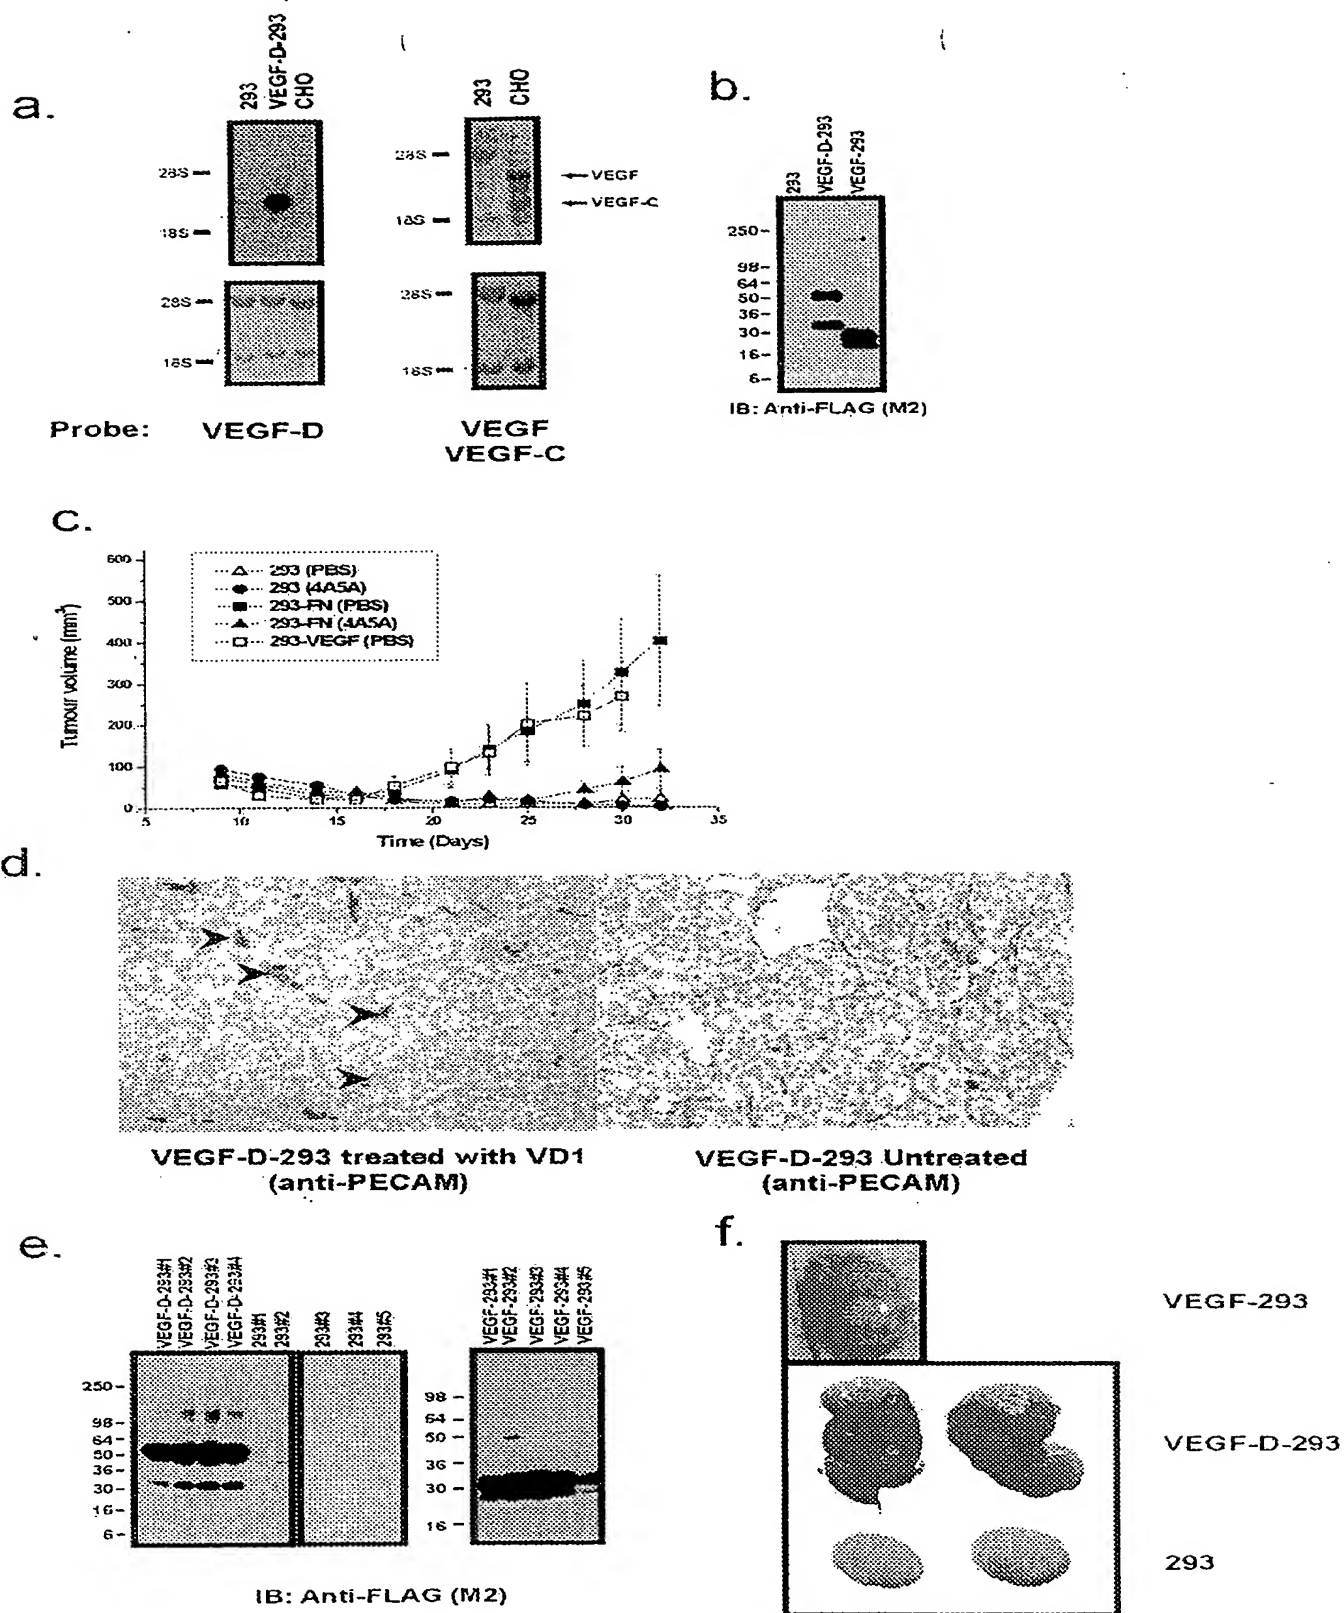 a.
293
VEGF-D-293
CHO
28S
18S
28S
18S
293
CHO
28S
18S
VEGF
VEGF-C
28S
18S
Probe:
VEGF-D
VEGF
VEGF-C
b.
293
VEGF-D-293
VEGF-293
250
98
64
50
36
30
16
6
IB: Anti-FLAG (M2)
c.
Tumour volume (mm³)
600
500
400
300
200
100
0
293 (PBS)
293 (4A5A)
293-FN (PBS)
293-FN (4A5A)
293-VEGF (PBS)
5 10 15 20 25 30 35
Time (Days)
d.
VEGF-D-293 treated with VD1
(anti-PECAM)
VEGF-D-293 Untreated
(anti-PECAM)
e.
VEGF-D-293#1
VEGF-D-293#2
VEGF-D-293#3
VEGF-D-293#4
293#1
293#2
293#3
293#4
293#5
250
98
64
50
36
30
16
6
VEGF-293#1
VEGF-293#2
VEGF-293#3
VEGF-293#4
VEGF-293#5
98
64
50
36
30
16
IB: Anti-FLAG (M2)
f.
VEGF-293
VEGF-D-293
293